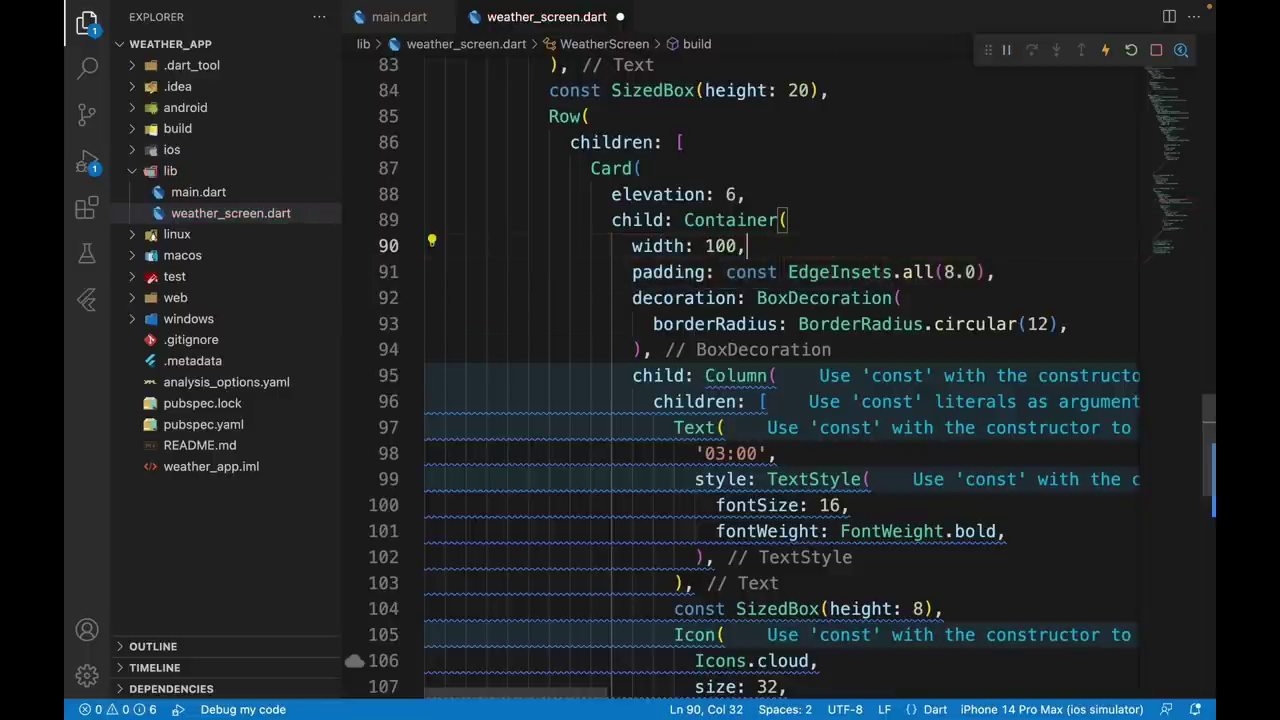 EXPLORER
WEATHER_APP
.dart_tool
.idea
android
build
ios
lib
main.dart
weather_screen.dart
linux
macos
test
web
windows
.gitignore
.metadata
analysis_options.yaml
pubspec.lock
pubspec.yaml
README.md
weather_app.iml
OUTLINE
TIMELINE
DEPENDENCIES
1
1
main.dart
weather_screen.dart
lib > weather_screen.dart > WeatherScreen > build
83 ), // Text
84 const SizedBox(height: 20),
85 Row(
86 children: [
87 Card(
88 elevation: 6,
89 child: Container(
90 width: 100,
91 padding: const EdgeInsets.all(8.0),
92 decoration: BoxDecoration(
93 borderRadius: BorderRadius.circular(12),
94 ), // BoxDecoration
95 child: Column( Use 'const' with the constructo
96 children: [ Use 'const' literals as argument
97 Text( Use 'const' with the constructor to
98 '03:00',
99 style: TextStyle( Use 'const' with the c
100 fontSize: 16,
101 fontWeight: FontWeight.bold,
102 ), // TextStyle
103 ), // Text
104 const SizedBox(height: 8),
105 Icon( Use 'const' with the constructor to
106 Icons.cloud,
107 size: 32,
0 0 6 Debug my code Ln 90, Col 32 Spaces: 2 UTF-8 LF {} Dart iPhone 14 Pro Max (ios simulator)